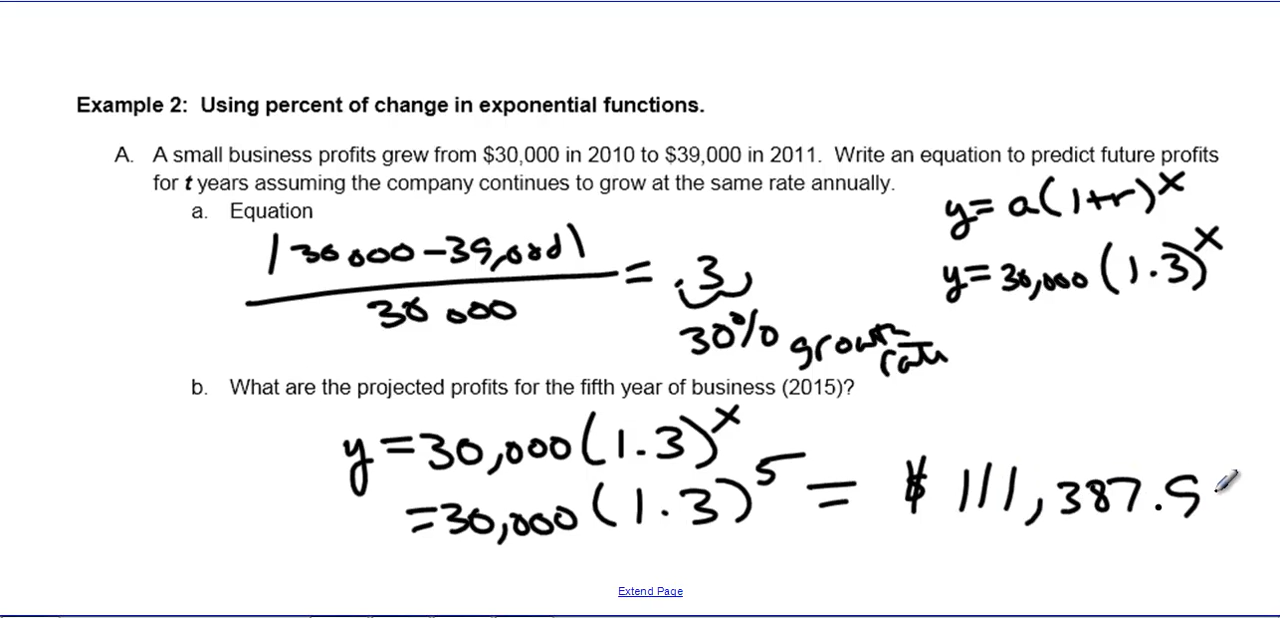 Example 2: Using percent of change in exponential functions.
A. A small business profits grew from $30,000 in 2010 to $39,000 in 2011. Write an equation to predict future profits
for t years assuming the company continues to grow at the same rate annually.
y = a(1+r)^x
a. Equation
|30 000 - 39,000|
30 000
= .3
30% growth rate
y = 30,000 (1.3)^x
b. What are the projected profits for the fifth year of business (2015)?
y = 30,000 (1.3)^x
= 30,000 (1.3)^5 = $111,387.9
Extend Page